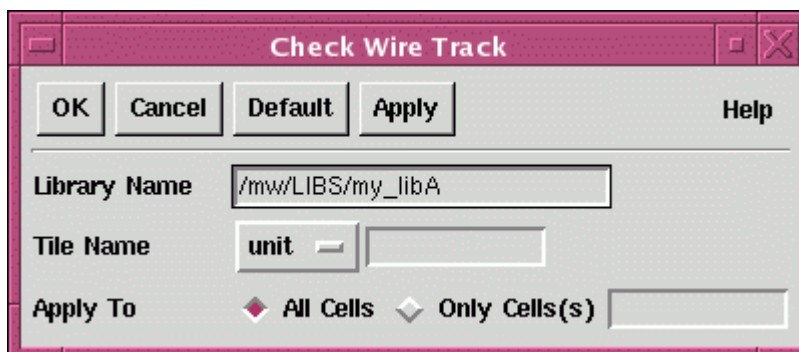 Check Wire Track
OK Cancel Default Apply Help
Library Name /mw/LIBS/my_libA
Tile Name unit
Apply To All Cells Only Cells(s)